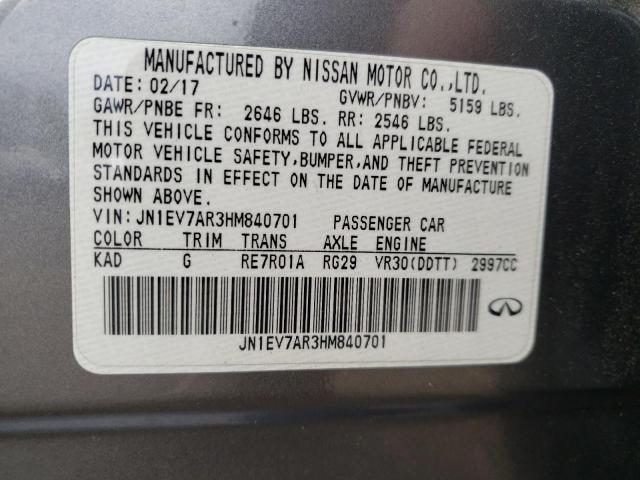 MANUFACTURED BY NISSAN MOTOR CO.,LTD.
DATE: 02/17 GVWR/PNBV: 5159 LBS.
GAWR/PNBE FR: 2646 LBS. RR: 2546 LBS.
THIS VEHICLE CONFORMS TO ALL APPLICABLE FEDERAL
MOTOR VEHICLE SAFETY,BUMPER,AND THEFT PREVENTION
STANDARDS IN EFFECT ON THE DATE OF MANUFACTURE
SHOWN ABOVE.
VIN: JN1EV7AR3HM840701 PASSENGER CAR
COLOR TRIM TRANS AXLE ENGINE
KAD G RE7R01A RG29 VR30(DDTT) 2997CC
JN1EV7AR3HM840701